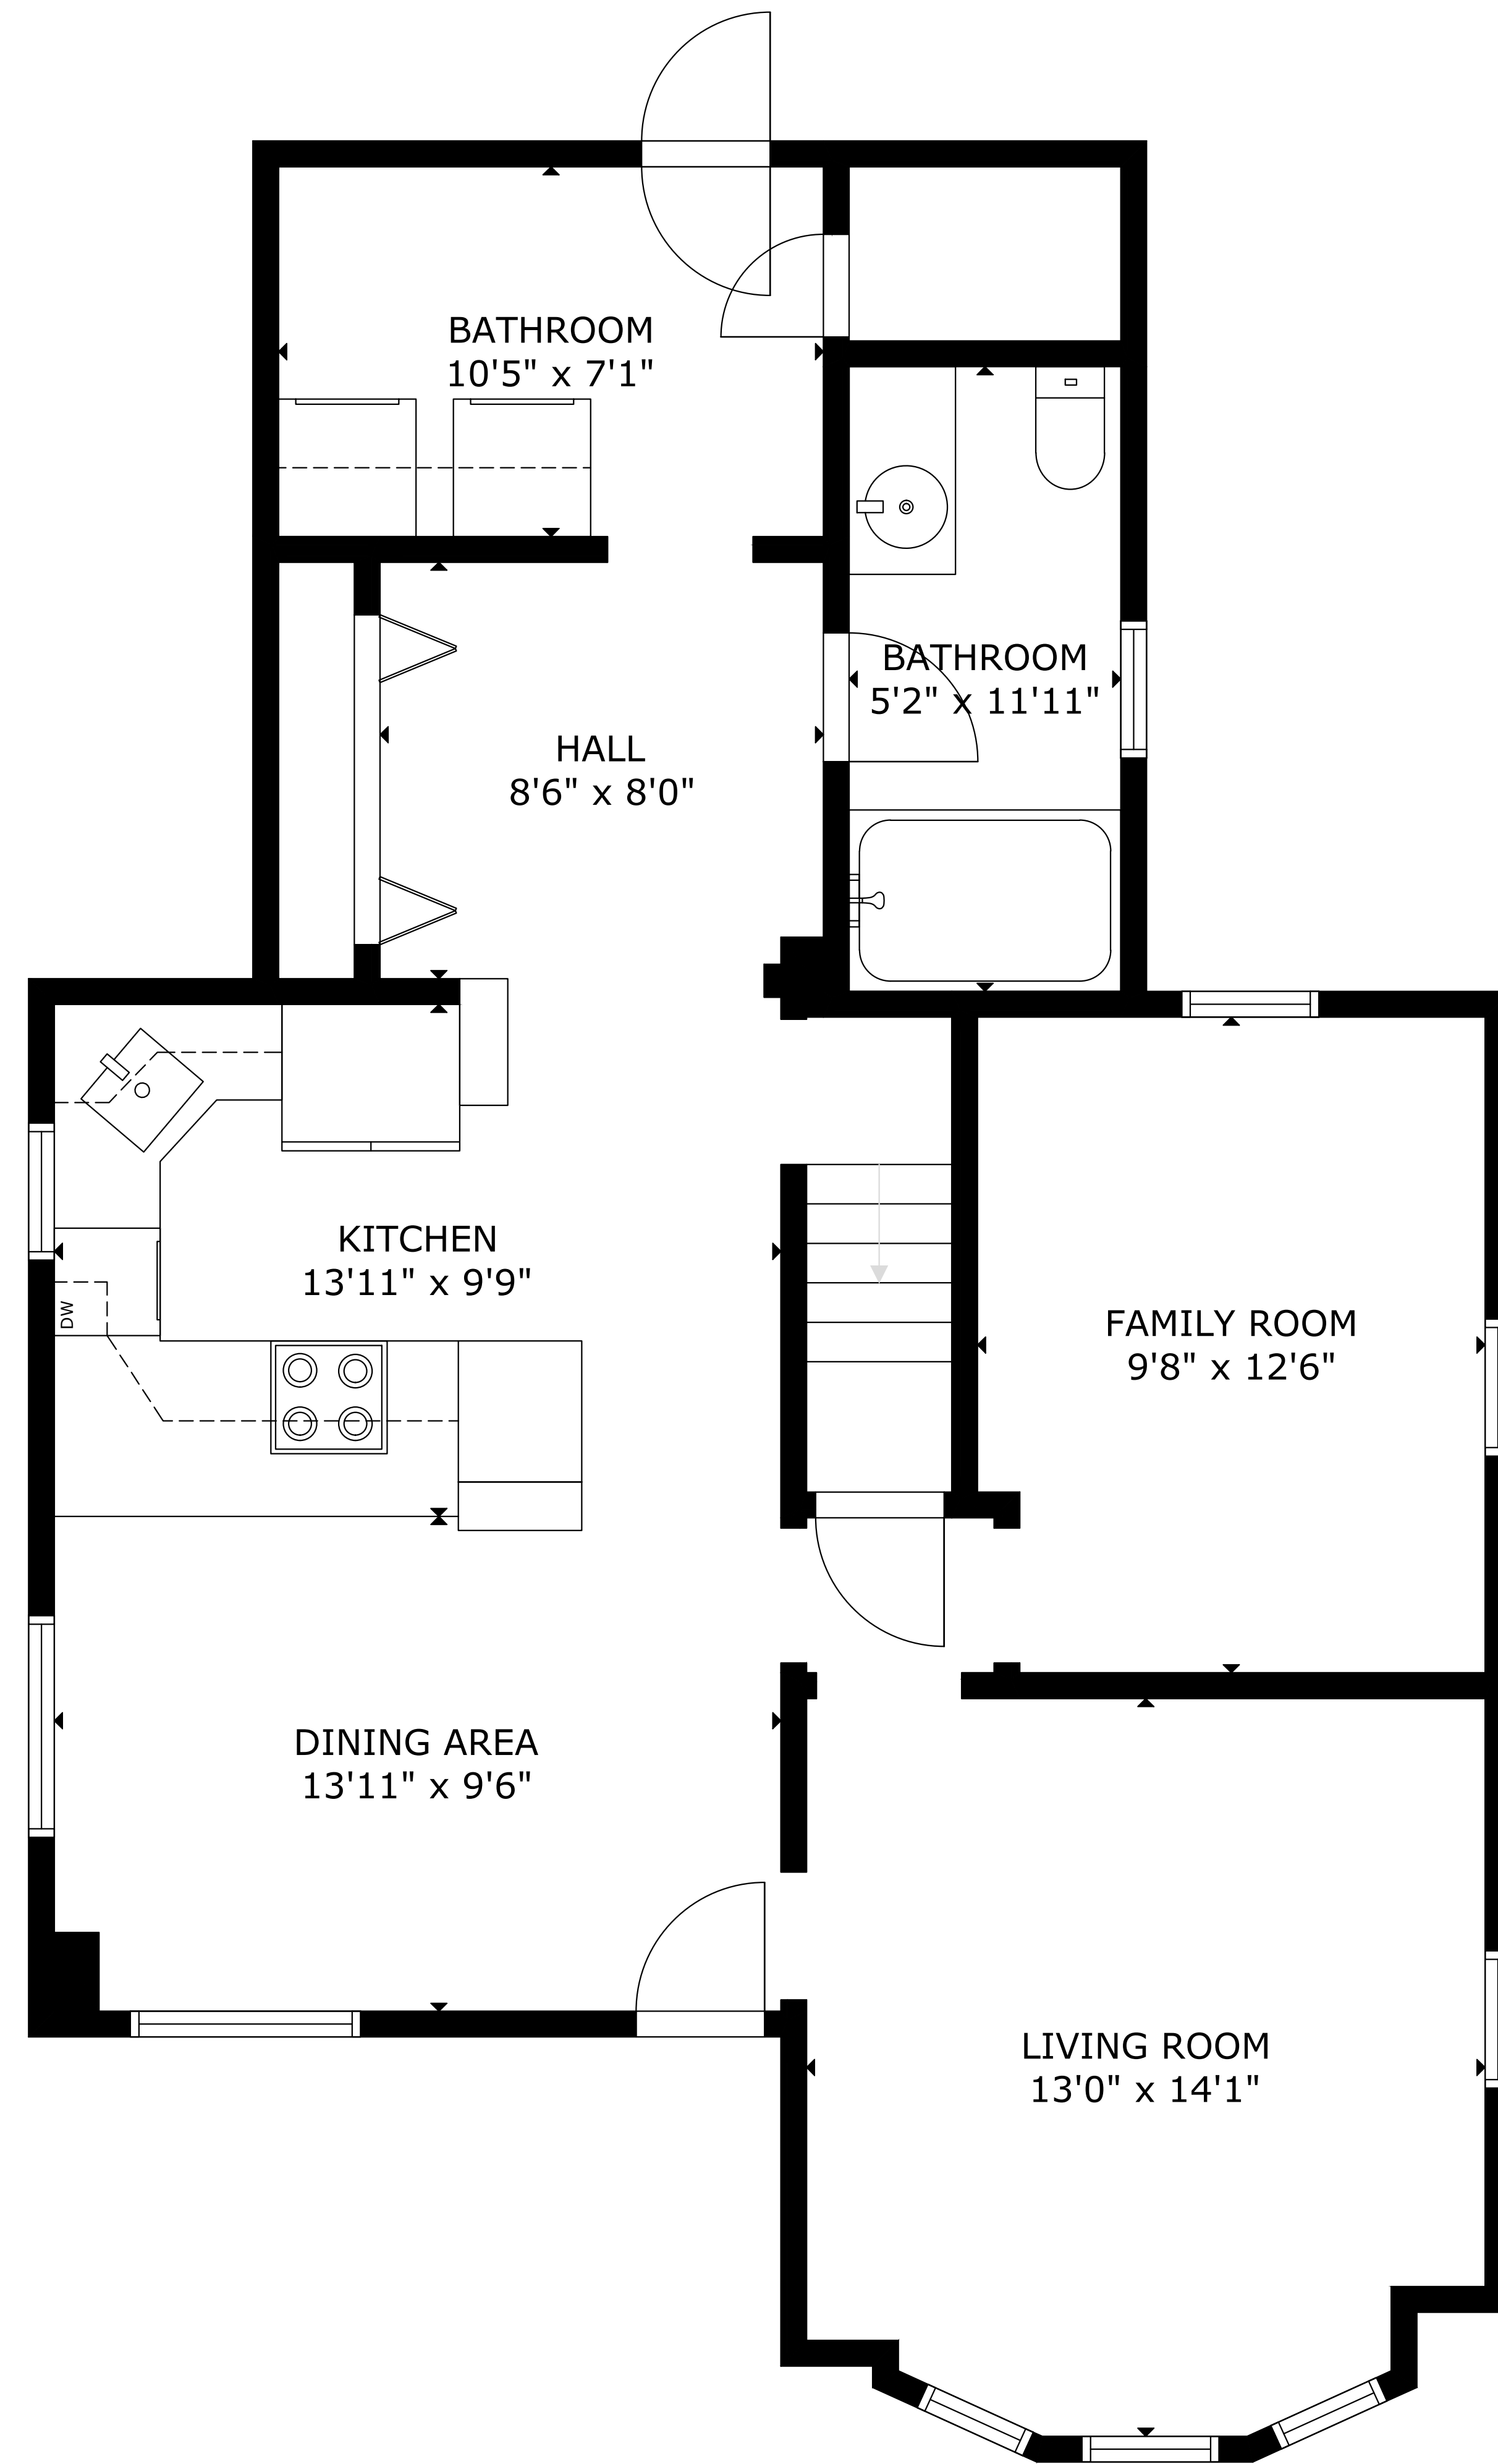 BATHROOM
10'5" x 7'1"
BATHROOM
5'2" x 11'11"
HALL
8'6" x 8'0"
KITCHEN
13'11" x 9'9"
DW
FAMILY ROOM
9'8" x 12'6"
DINING AREA
13'11" x 9'6"
LIVING ROOM
13'0" x 14'1"